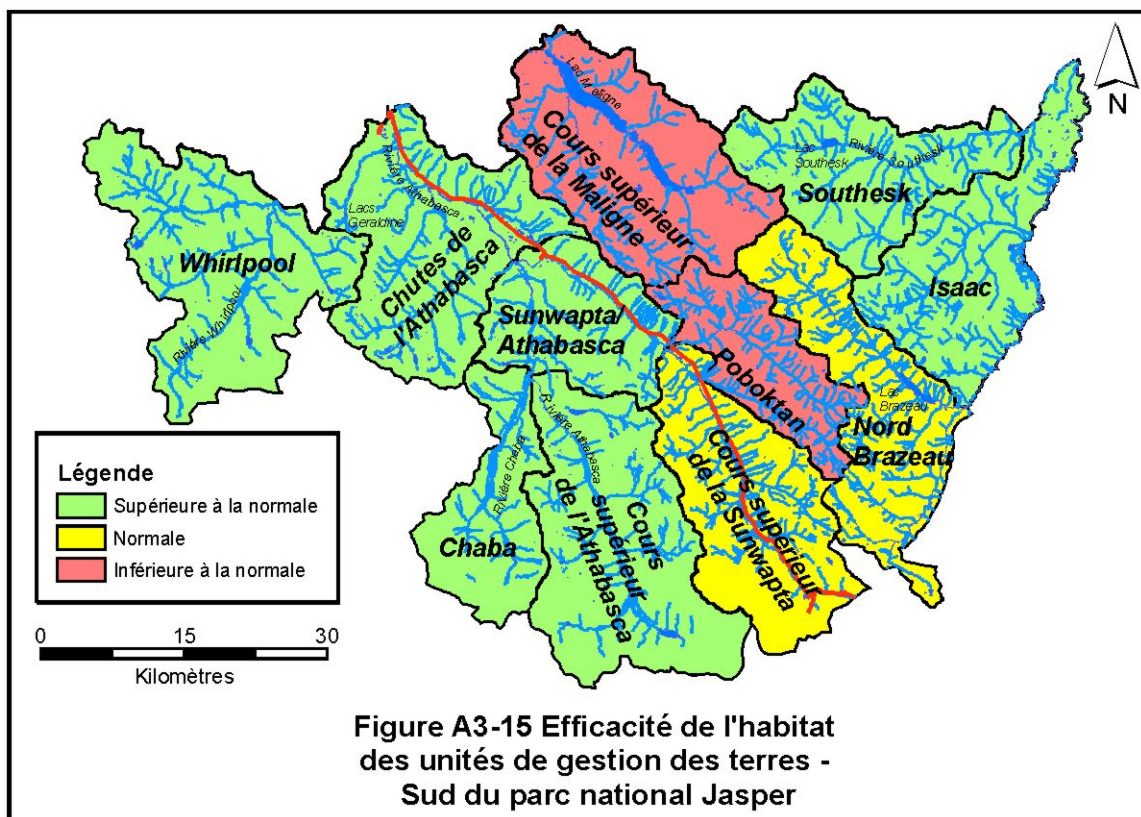 N
Lac Maligne
Cours supérieur
de la Maligne
Lac
Southesk
Rivière Southesk
Southesk
Isaac
Rivière Athabasca
Lacs
Geraldine
Whirlpool
Rivière Whirlpool
Chutes de
l'Athabasca
Sunwapta/
Athabasca
Poboktan
Lac
Brazeau
Nord
Brazeau
Rivière Chaba
Chaba
Rivière Athabasca
Cours
supérieur
de l'Athabasca
Cours supérieur
de la Sunwapta
Légende
Supérieure à la normale
Normale
Inférieure à la normale
0 15 30
Kilomètres
Figure A3-15 Efficacité de l'habitat
des unités de gestion des terres -
Sud du parc national Jasper